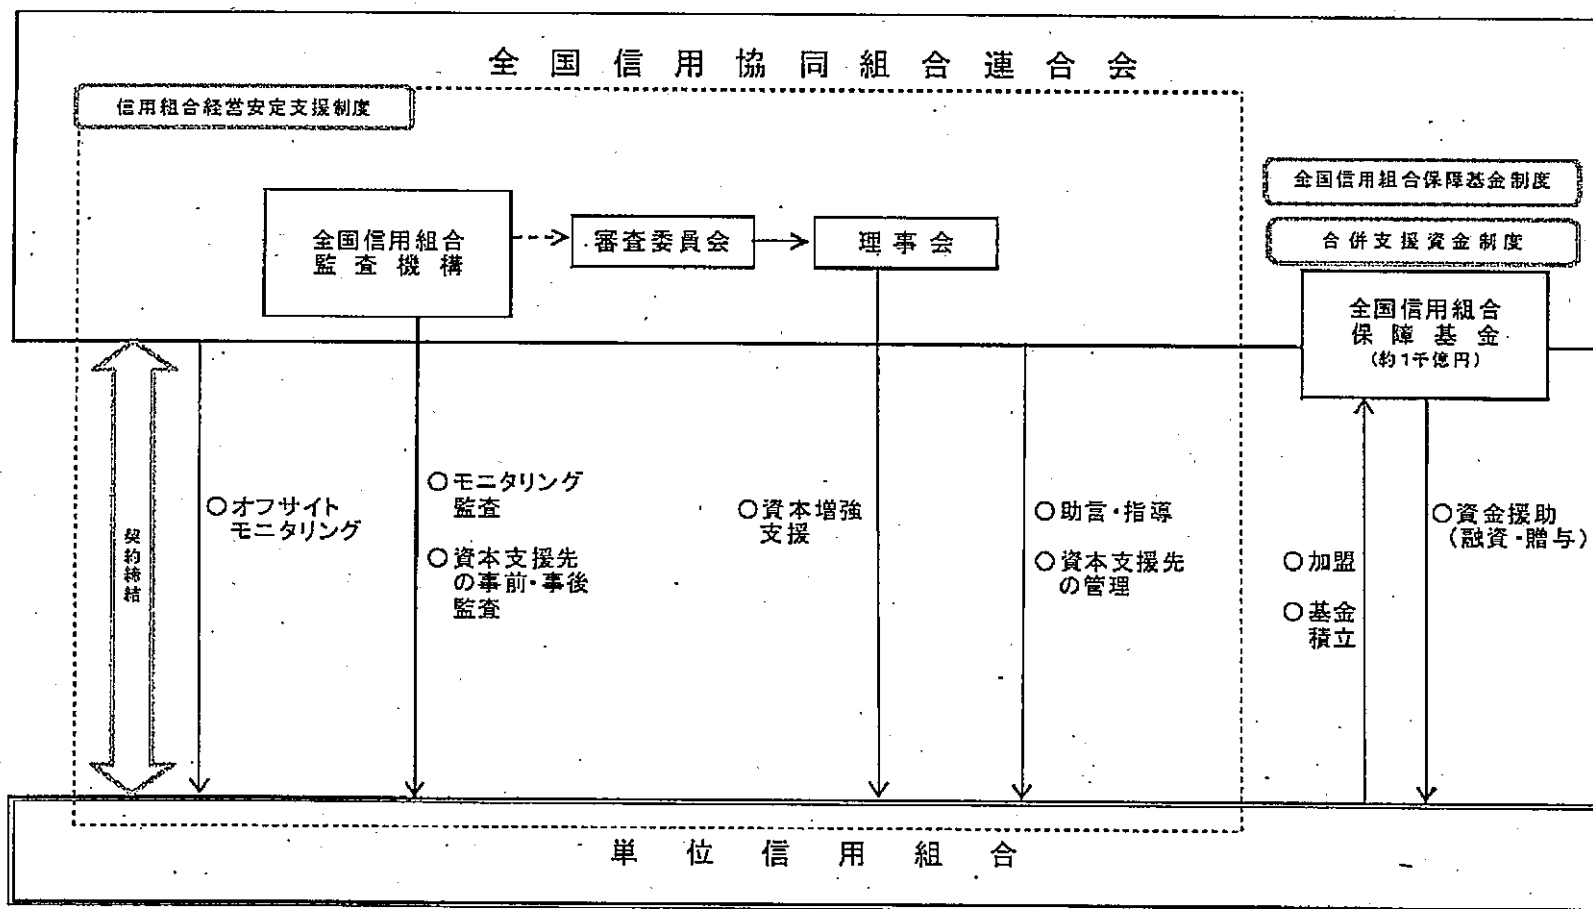 全国信用協同組合連合会
信用組合経営安定支援制度
全国信用組合保障基金制度
合併支援資金制度
全国信用組合
監査機構
審査委員会
理事会
全国信用組合
保障基金
(約1千億円)
契約締結
○オフサイト
モニタリング
○モニタリング
監査
○資本支援先
の事前・事後
監査
○資本増強
支援
○助言・指導
○資本支援先
の管理
○加盟
○基金
積立
○資金援助
(融資・贈与)
単位信用組合